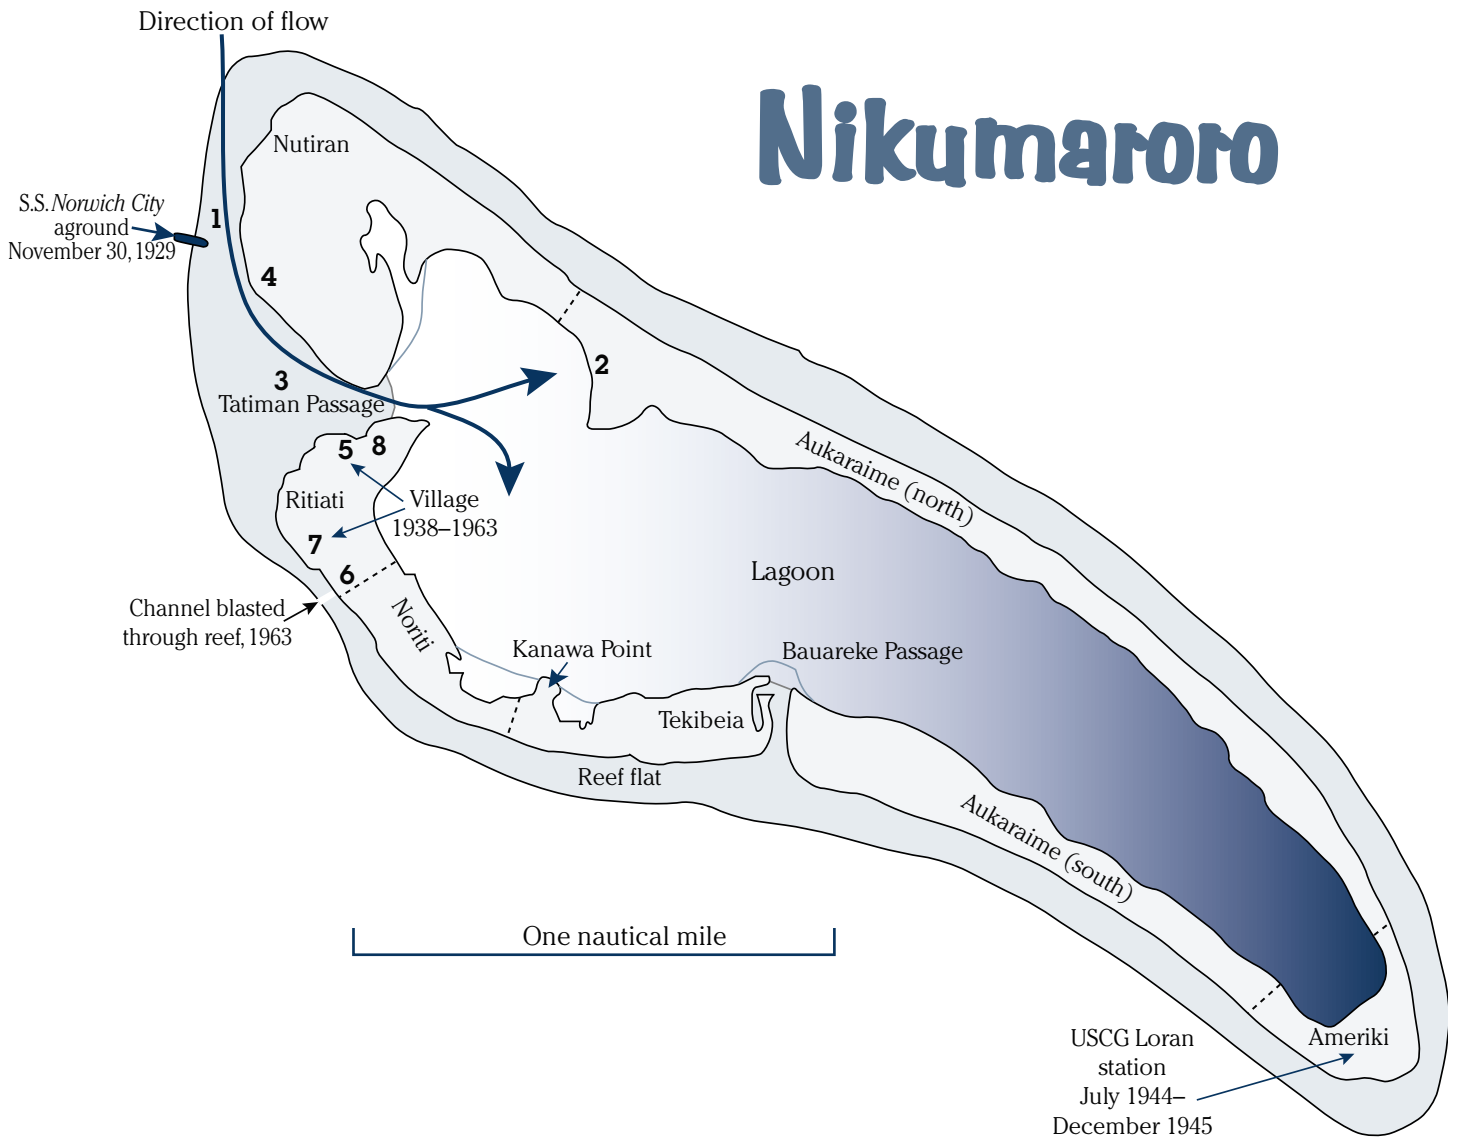 Direction of flow
Nikumaroro
Nutiran
S.S. Norwich City
aground
November 30, 1929
1
4
2
3
Tatiman Passage
5
8
Ritiati
Village
1938–1963
7
6
Channel blasted
through reef, 1963
Noriti
Aukaraime (north)
Lagoon
Kanawa Point
Bauareke Passage
Tekibeia
Reef flat
Aukaraime (south)
One nautical mile
Ameriki
USCG Loran
station
July 1944–
December 1945